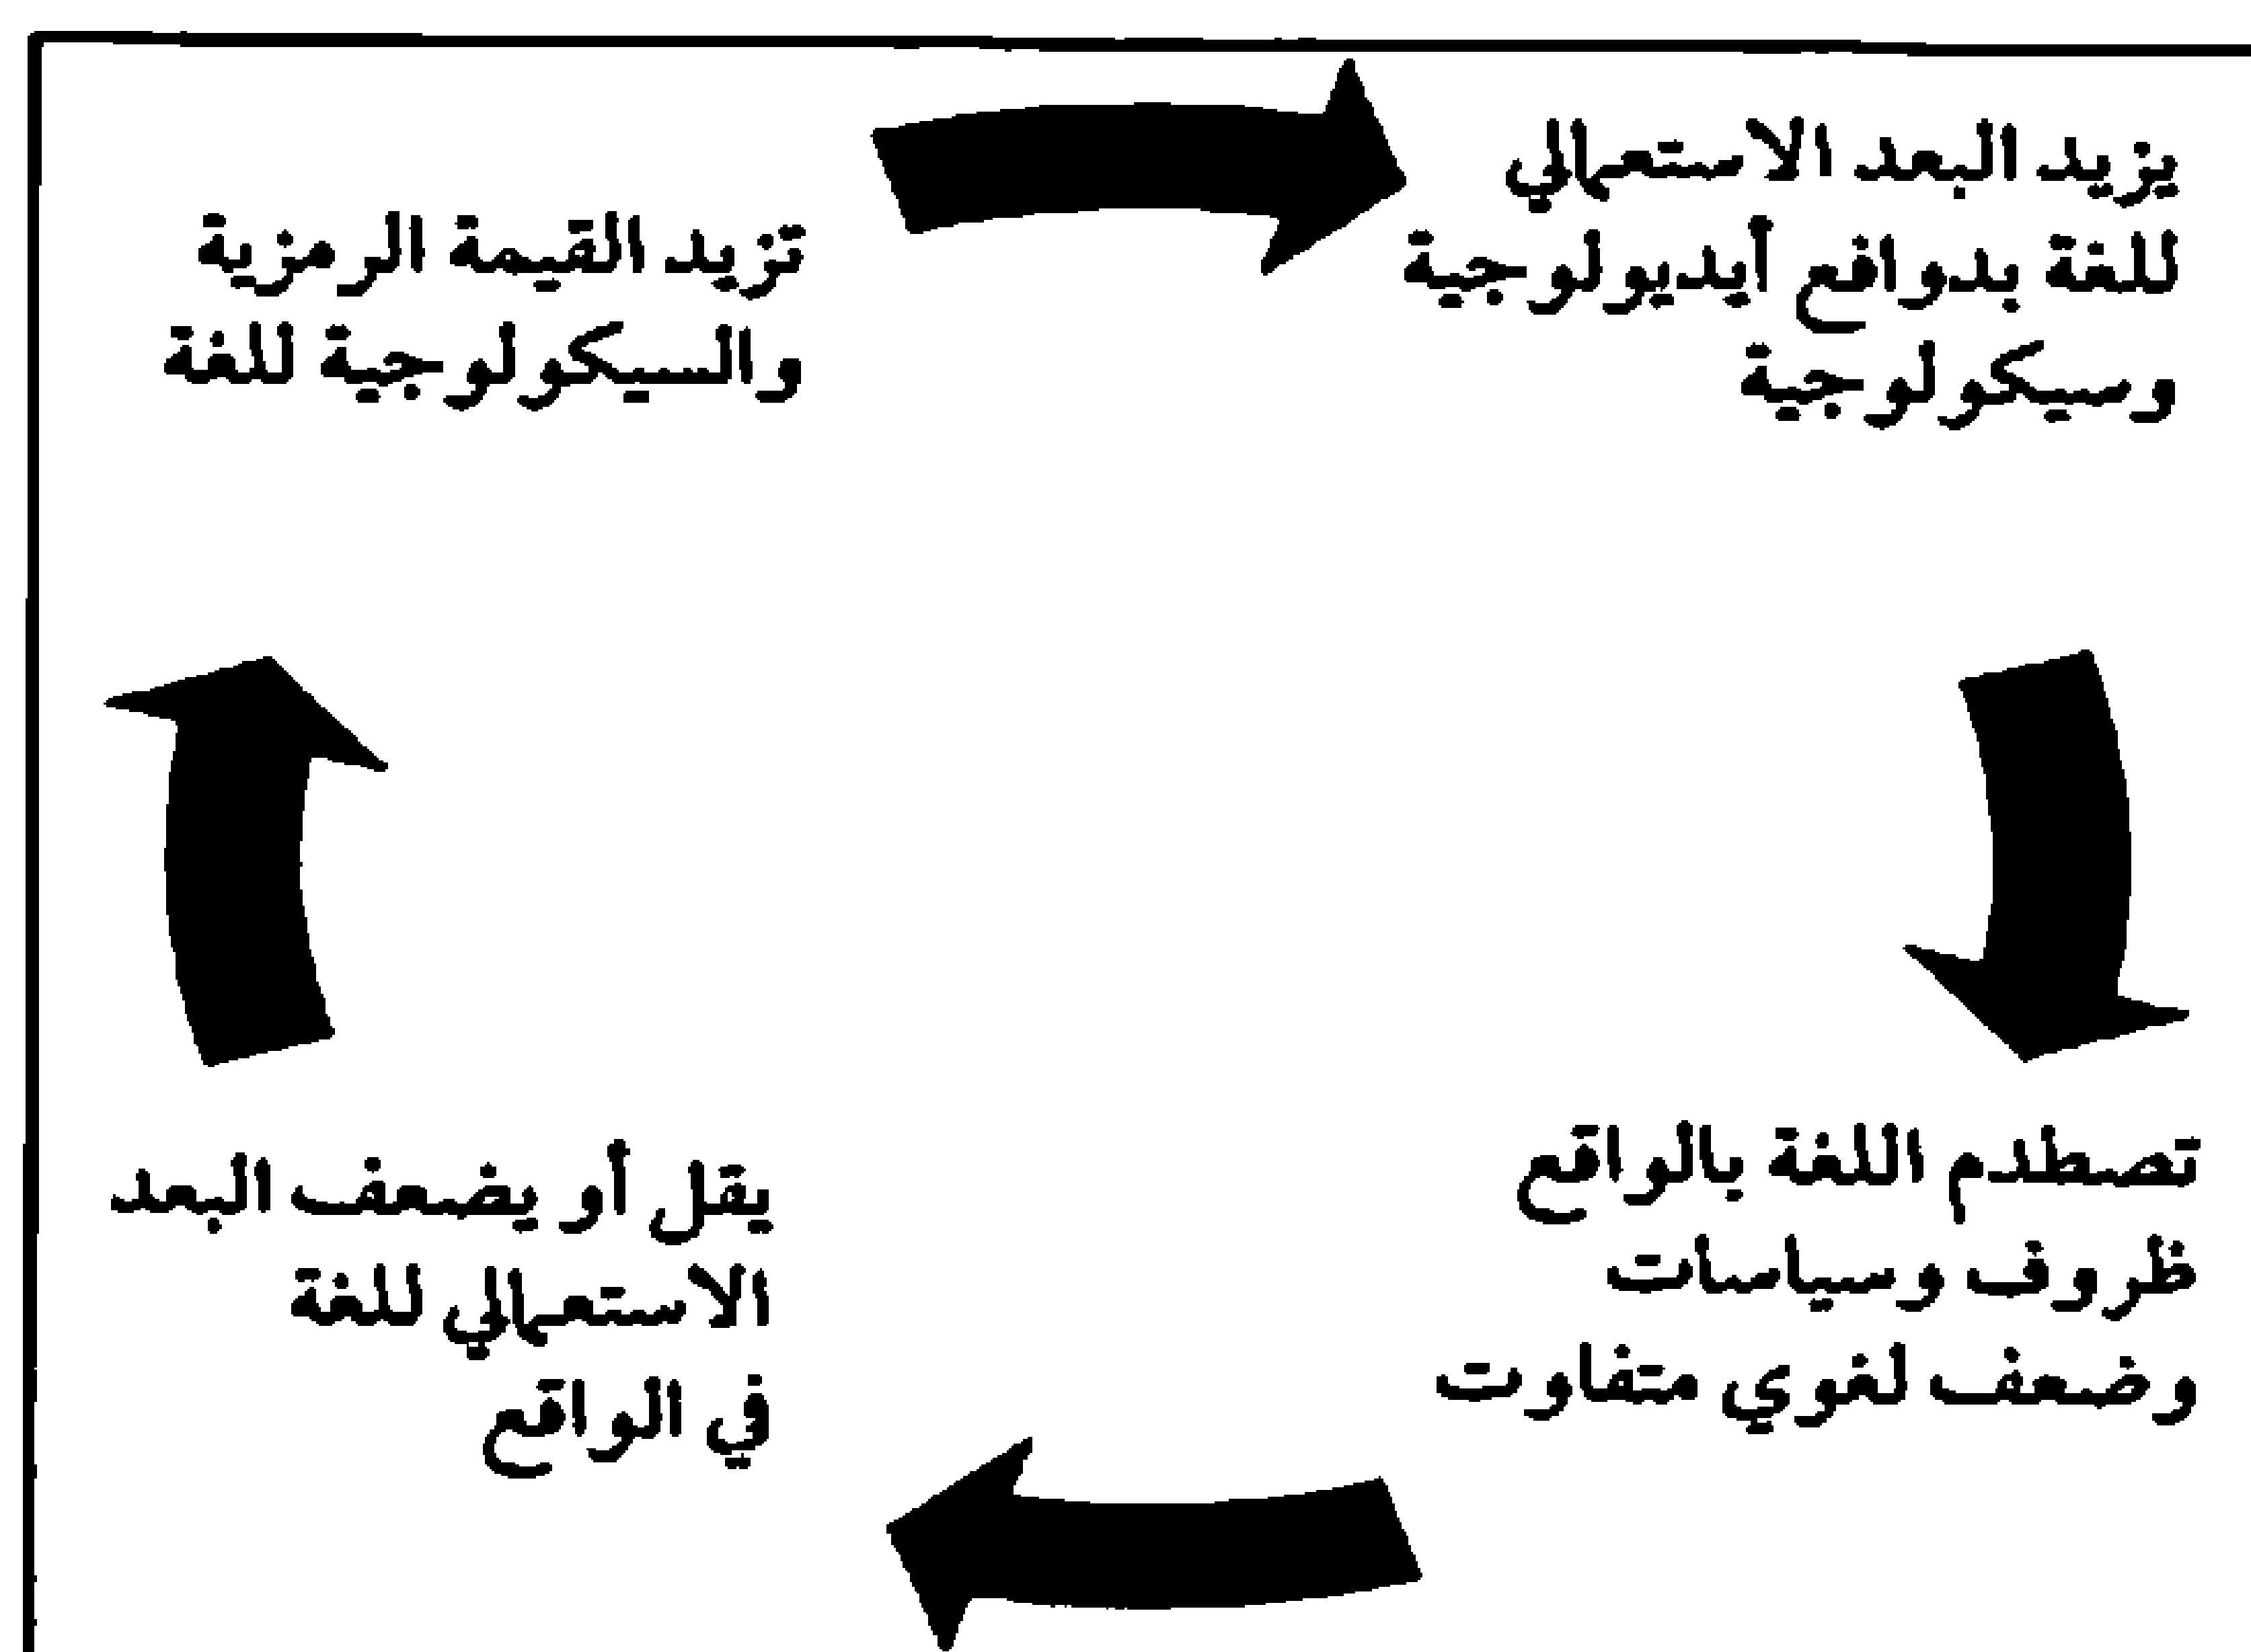 يزيد البعد الاستعمالي
للغة بدوافع أيديولوجية
وسيكولوجية
تزيد القيمة الرمزية
والسيكولوجية للغة
تصطدم اللغة بالواقع
ظروف وسياسات
وضعف لغوي متفاوت
يقل أو يضعف البعد
الاستعمالي للغة
في الواقع